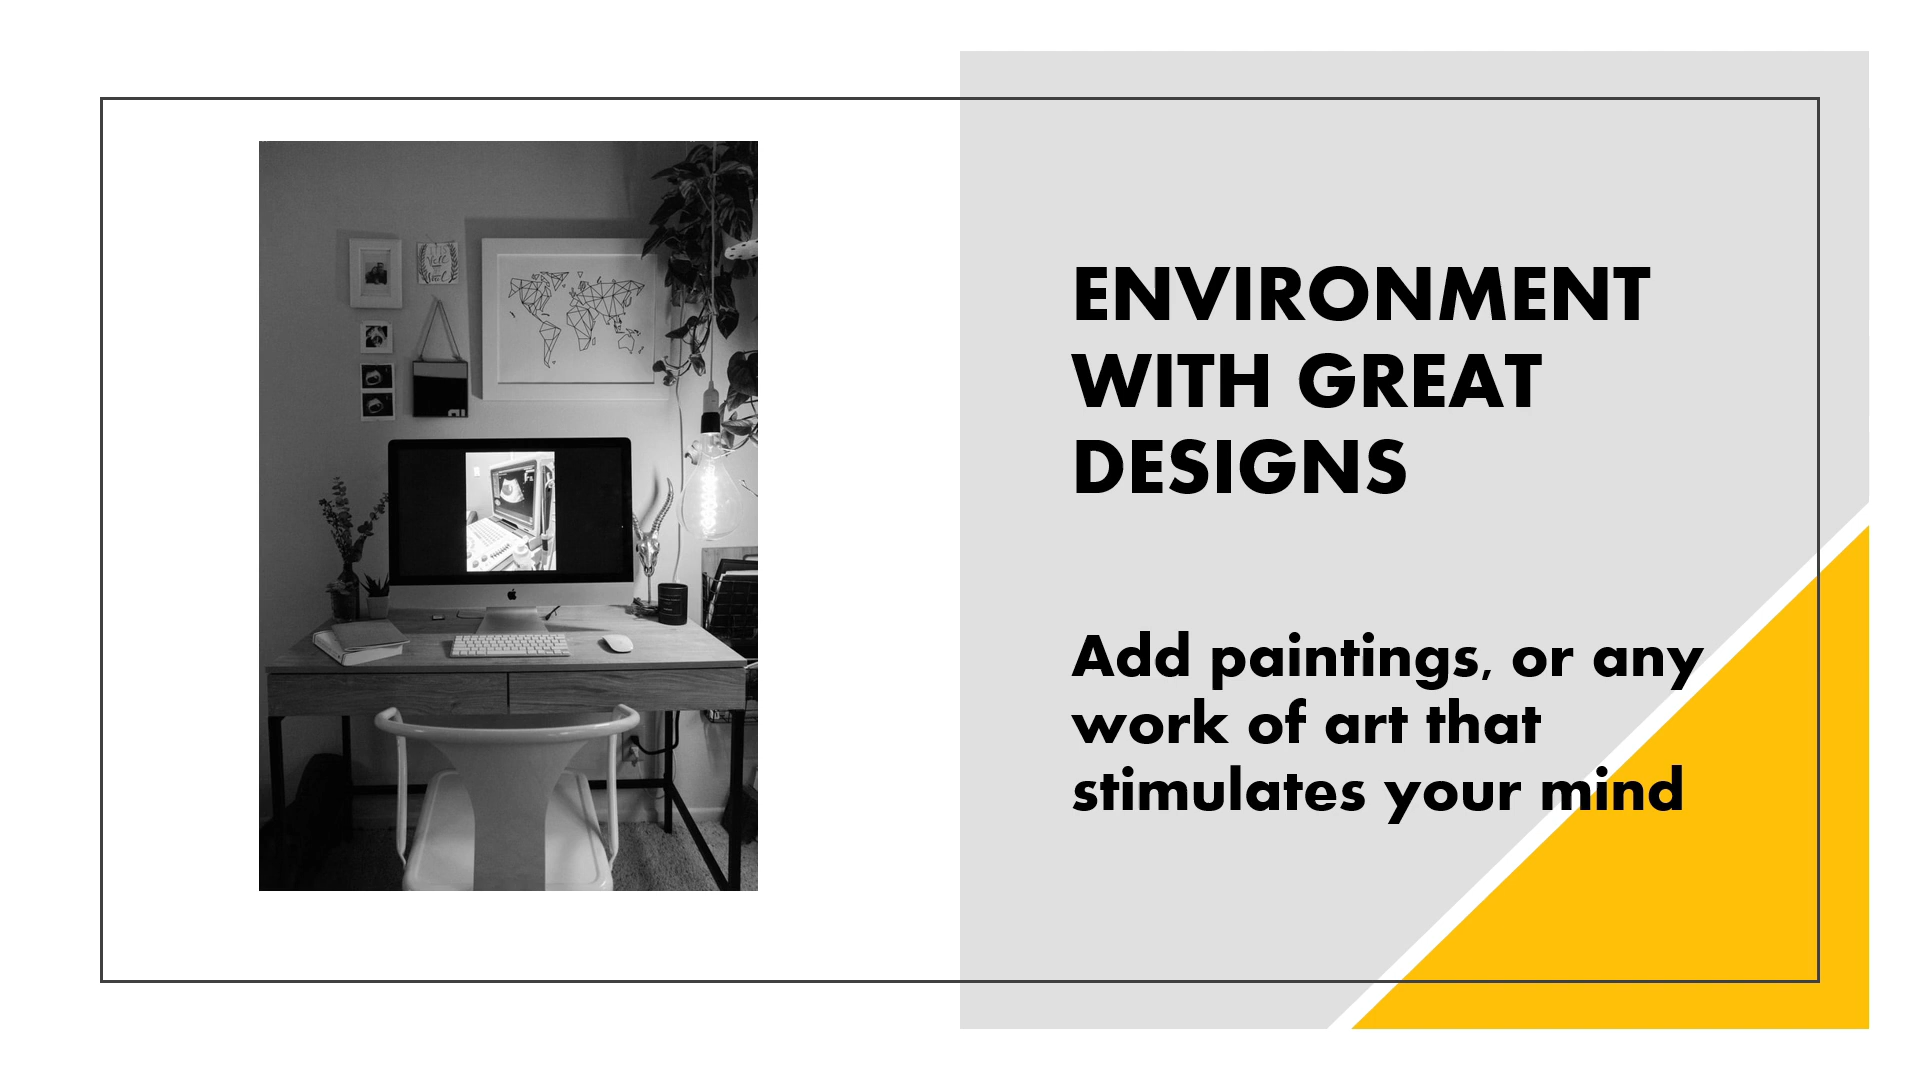 ENVIRONMENT
WITH GREAT
DESIGNS
Add paintings, or any
work of art that
stimulates your mind